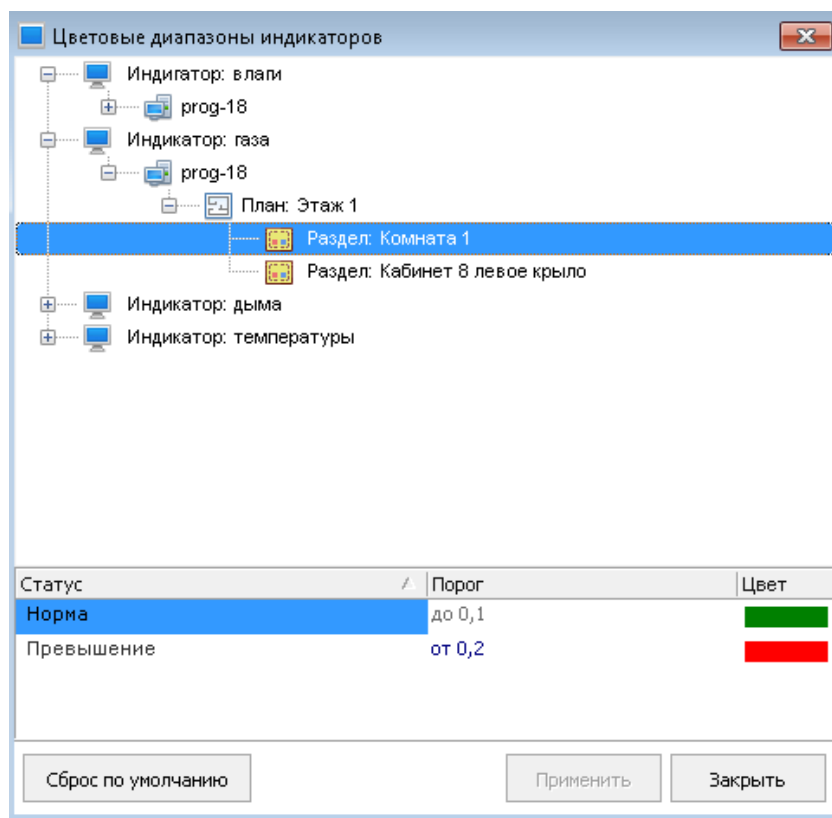 Цветовые диапазоны индикаторов
Индигатор: влаги
prog-18
Индикатор: газа
prog-18
План: Этаж 1
Раздел: Комната 1
Раздел: Кабинет 8 левое крыло
Индикатор: дыма
Индикатор: температуры
Статус Порог Цвет
Норма до 0,1
Превышение от 0,2
Сброс по умолчанию Применить Закрыть